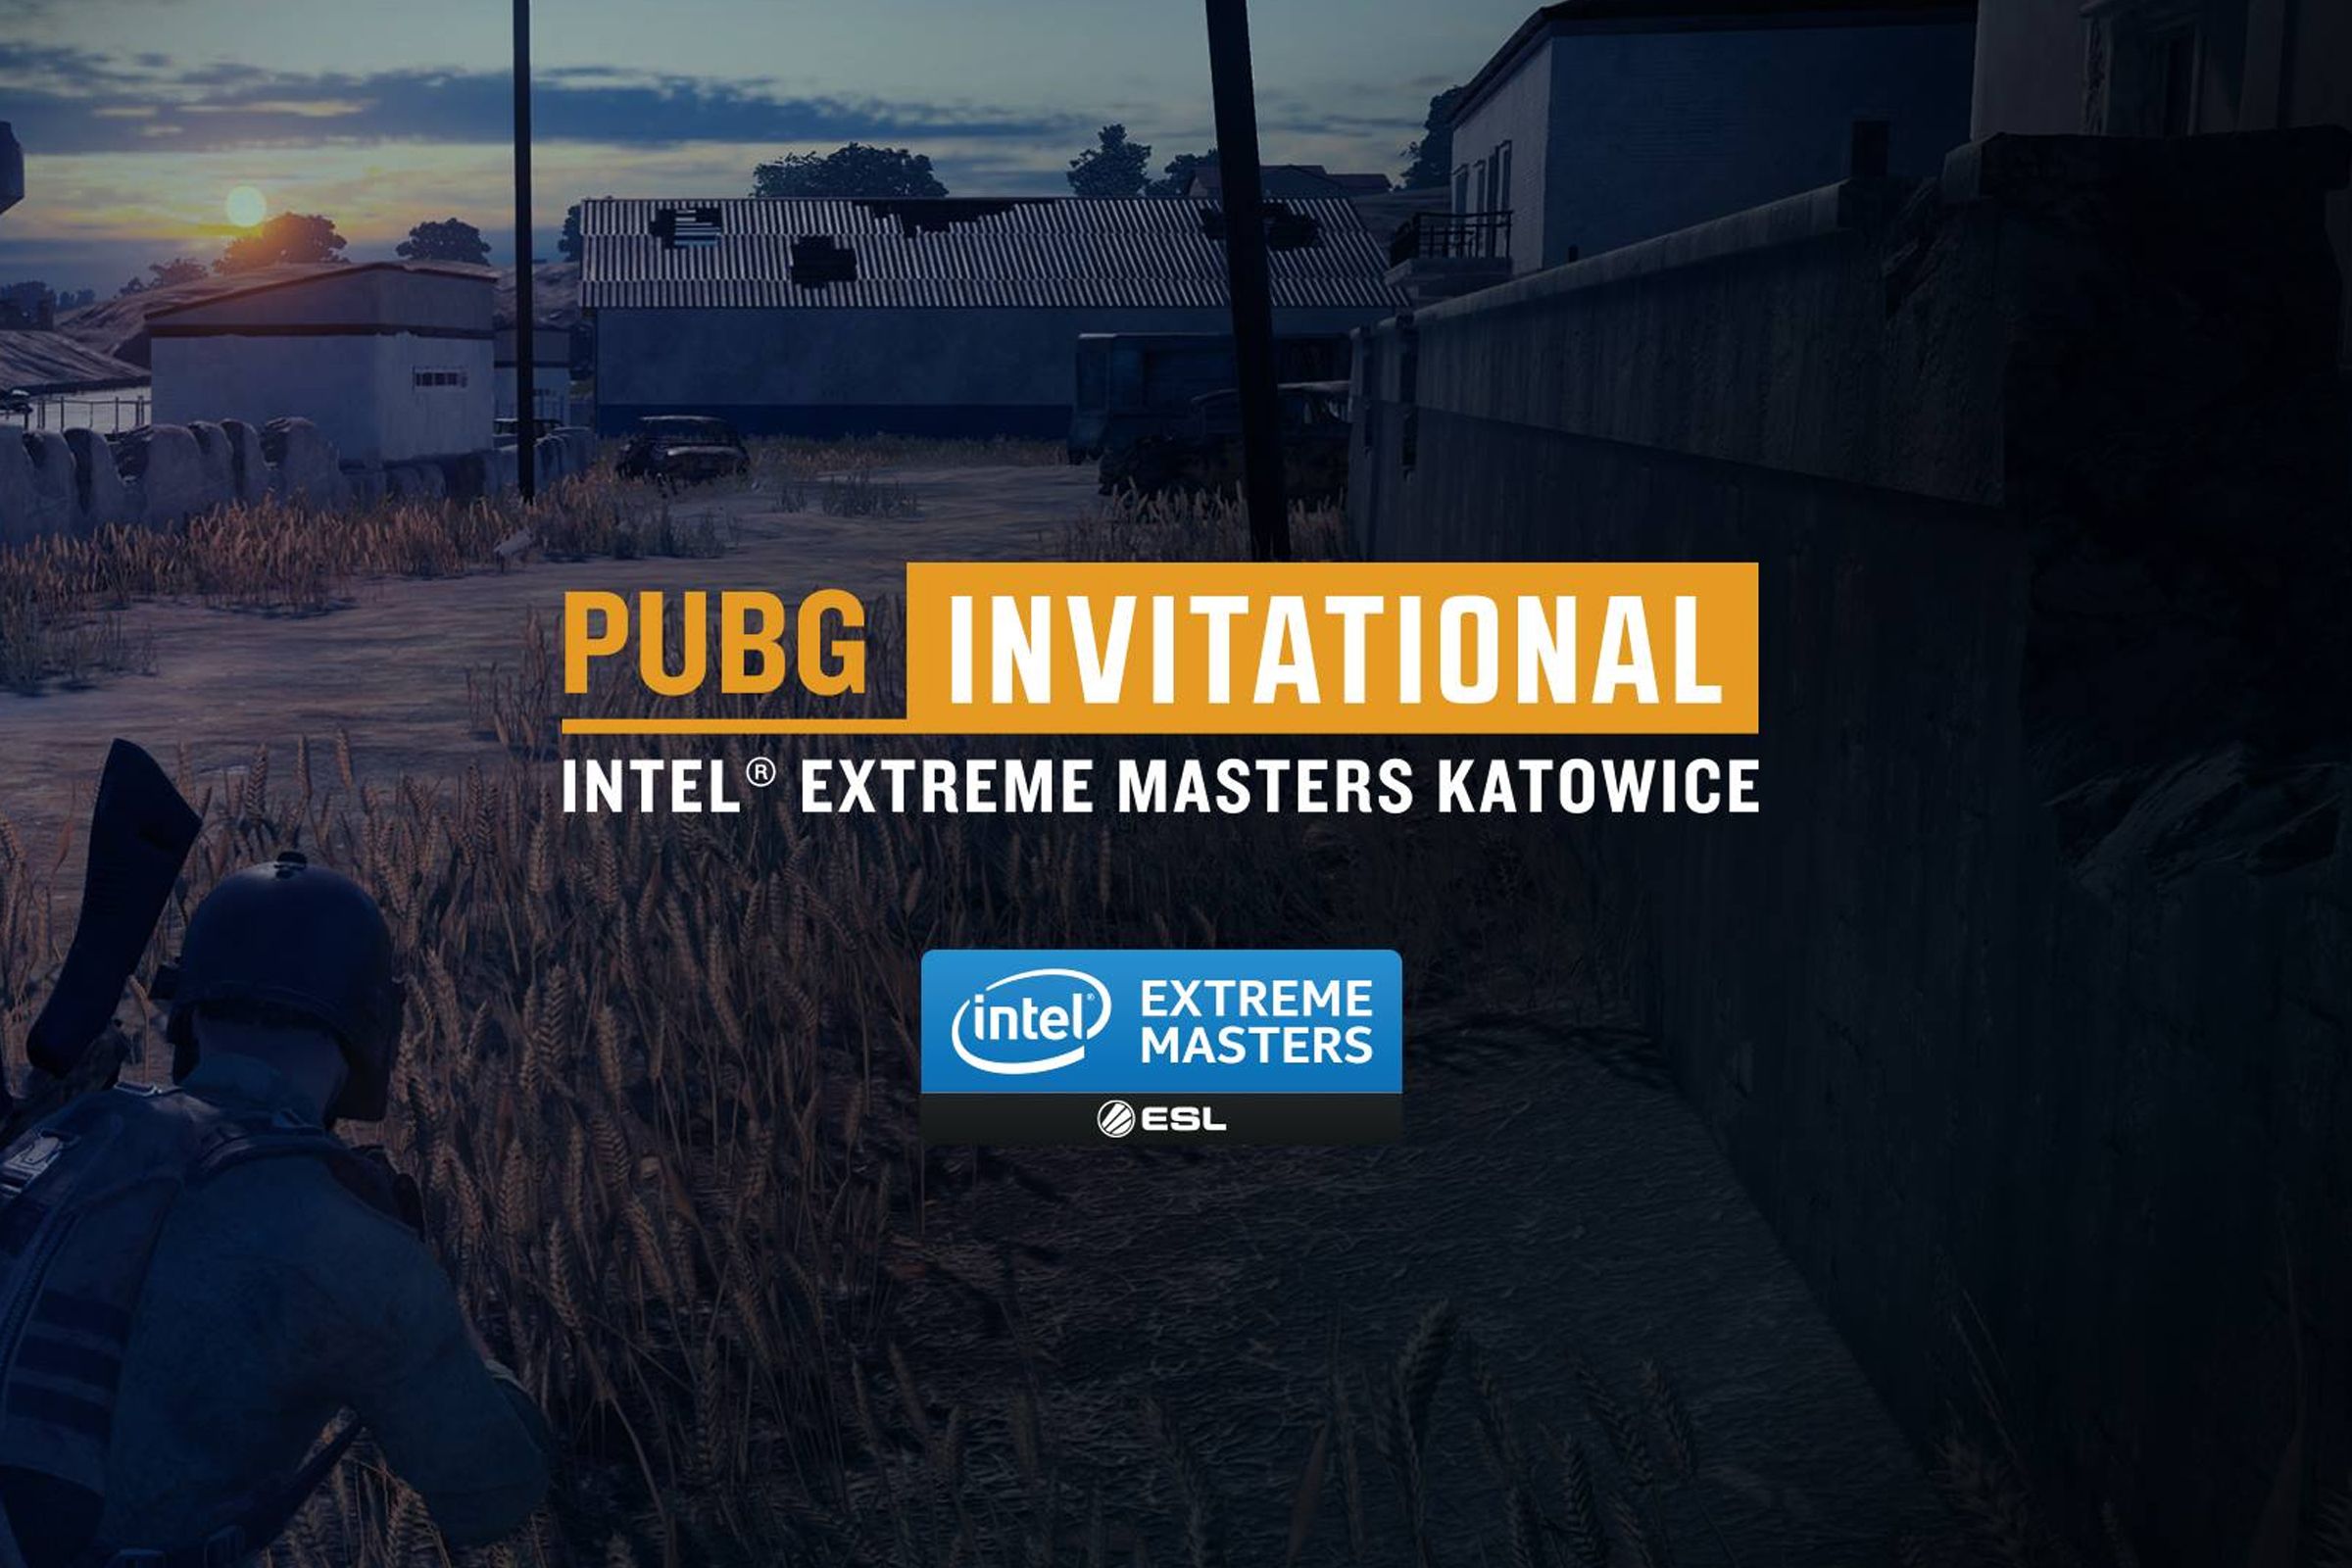 PUBG INVITATIONAL
INTEL® EXTREME MASTERS KATOWICE
intel® EXTREME
MASTERS
ESL